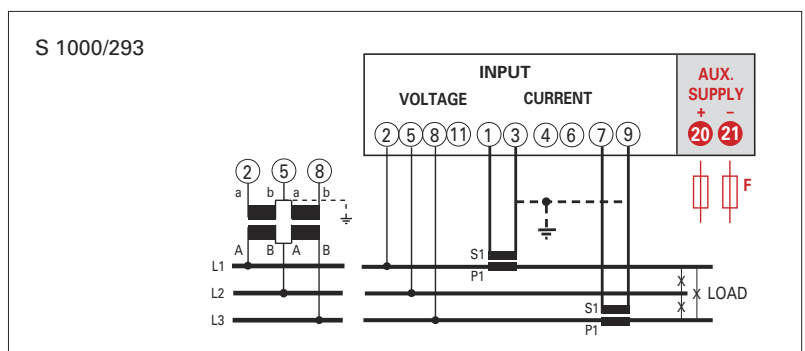 S 1000/293
INPUT
AUX.
SUPPLY
VOLTAGE CURRENT
+ –
2 5 8 11 1 3 4 6 7 9 20 21
2 5 8
a b a b
F
A B A B
S1
L1
P1
X
L2
X LOAD
S1 X
L3
P1